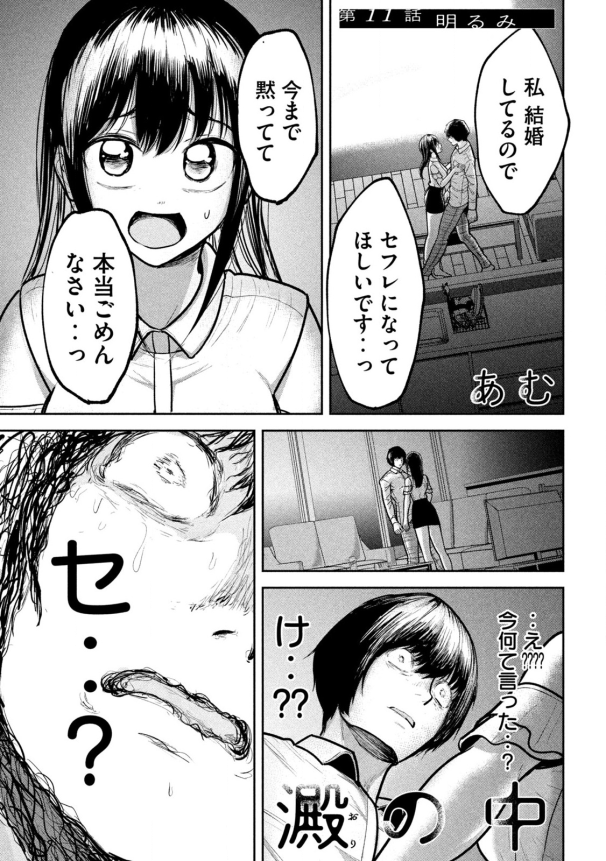 第11話 明るみ
私 結婚
してるので
セフレになって
ほしいです‥っ
あむ
今まで
黙ってて
本当ごめん
なさい‥っ
‥え????
今何て言った‥?
け‥??
澱の中
おり
セ‥‥?